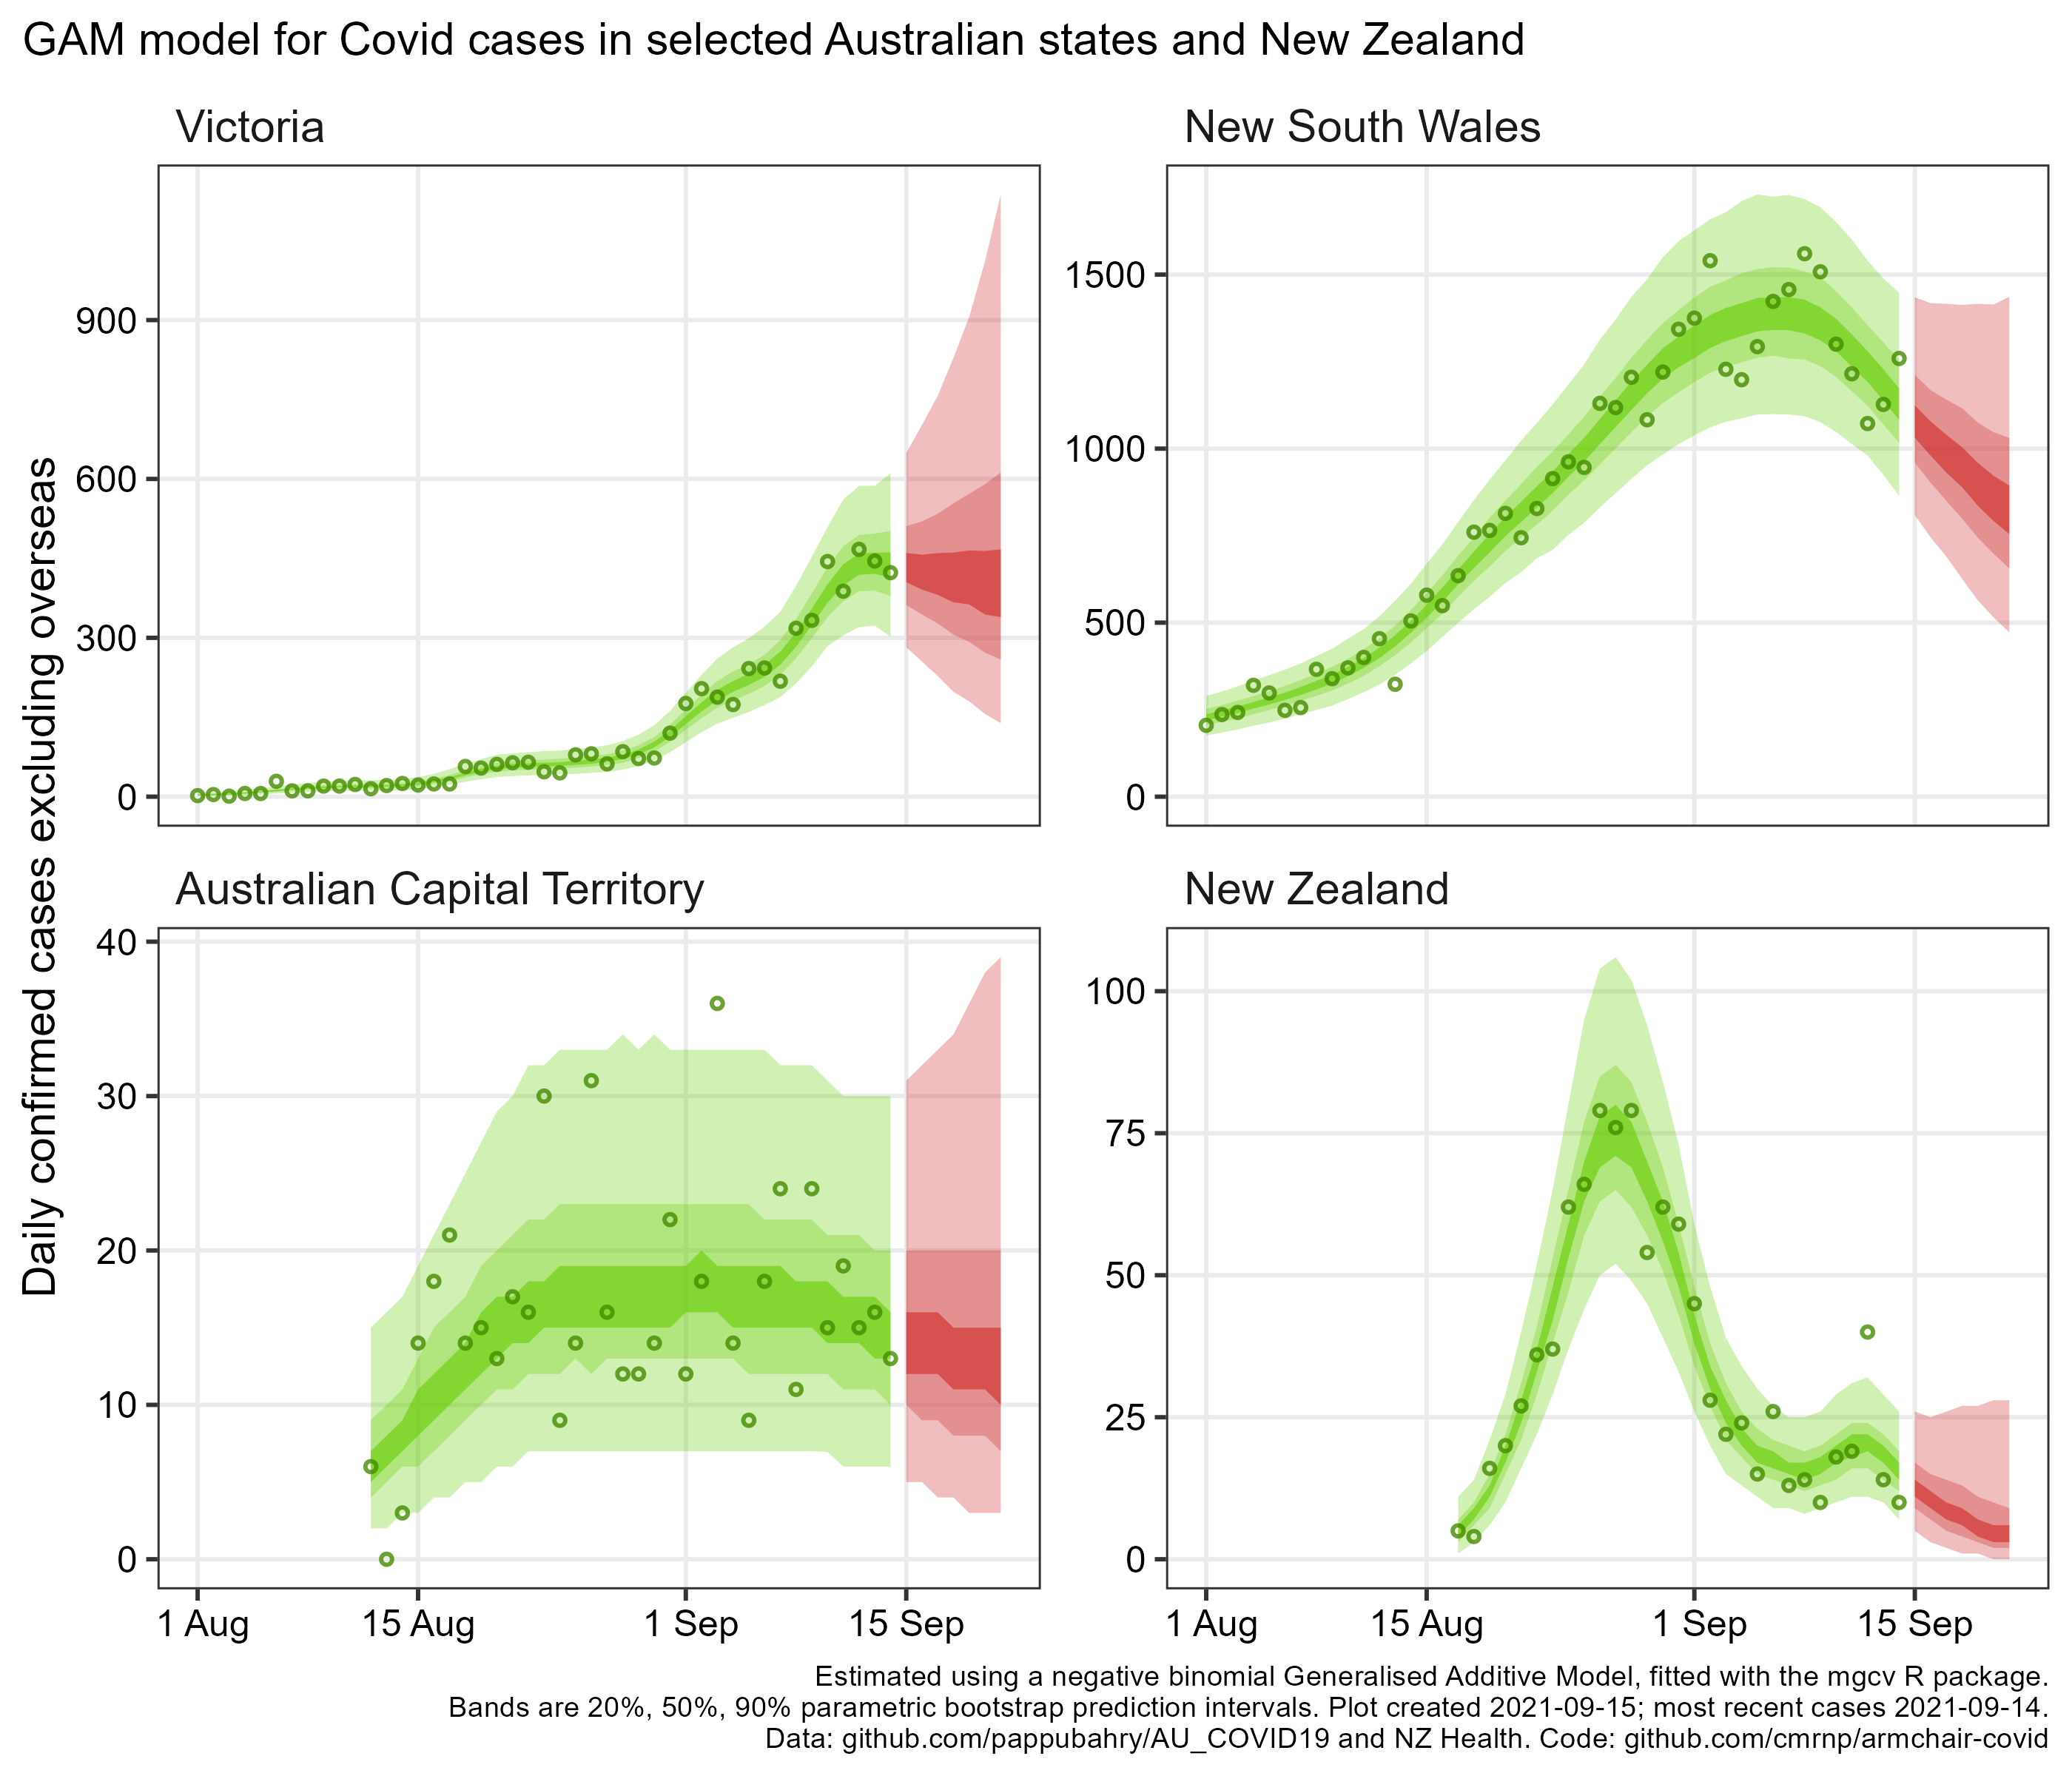 GAM model for Covid cases in selected Australian states and New Zealand
Daily confirmed cases excluding overseas
Victoria
900
600
300
0
New South Wales
1500
1000
500
0
Australian Capital Territory
40
30
20
10
0
1 Aug 15 Aug 1 Sep 15 Sep
New Zealand
100
75
50
25
0
1 Aug 15 Aug 1 Sep 15 Sep
Estimated using a negative binomial Generalised Additive Model, fitted with the mgcv R package.
Bands are 20%, 50%, 90% parametric bootstrap prediction intervals. Plot created 2021-09-15; most recent cases 2021-09-14.
Data: github.com/pappubahry/AU_COVID19 and NZ Health. Code: github.com/cmrnp/armchair-covid